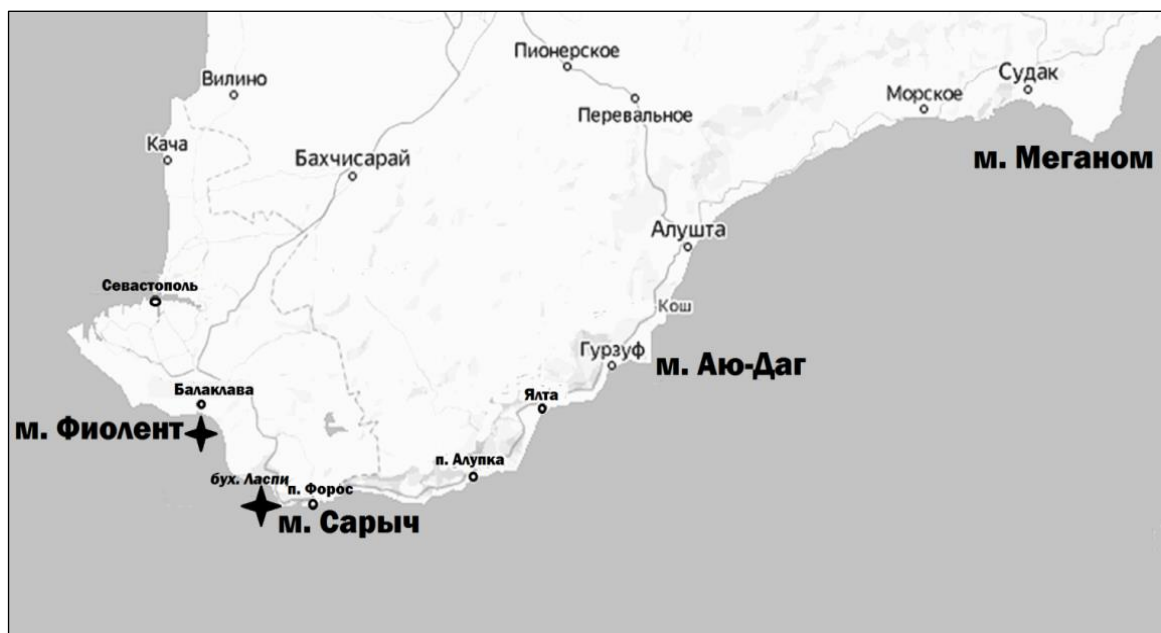 Пионерское
Судак
Вилино
Морское
Перевальное
Кача
Бахчисарай
м. Меганом
Алушта
Севастополь
Кош
Гурзуф
м. Аю-Даг
Балаклава
Ялта
м. Фиолент
п. Алупка
бух. Ласпи
п. Форос
м. Сарыч